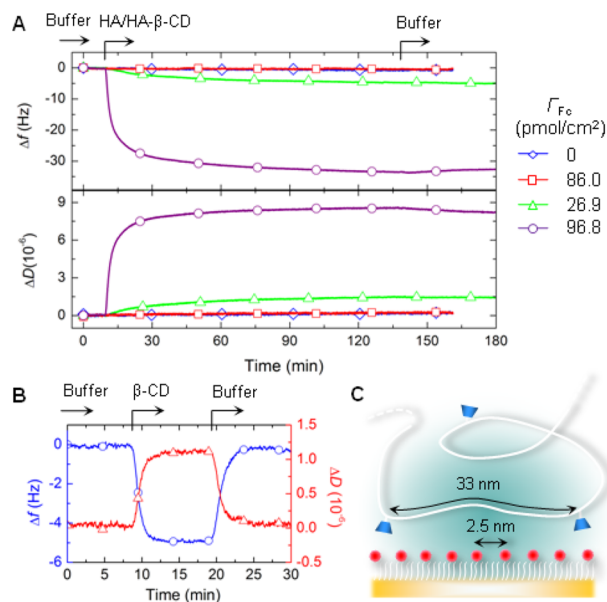 Buffer HA/HA-β-CD Buffer
A
0
-10
-20
-30
Δf (Hz)
9
6
3
0
ΔD(10⁻⁶)
0 30 60 90 120 150 180
Time (min)
Γ_Fc
(pmol/cm²)
0
86.0
26.9
96.8
Buffer β-CD Buffer
B
0
-2
-4
-6
Δf (Hz)
1.5
1.0
0.5
0.0
-0.5
ΔD (10⁻⁶)
0 5 10 15 20 25 30
Time (min)
C
33 nm
2.5 nm